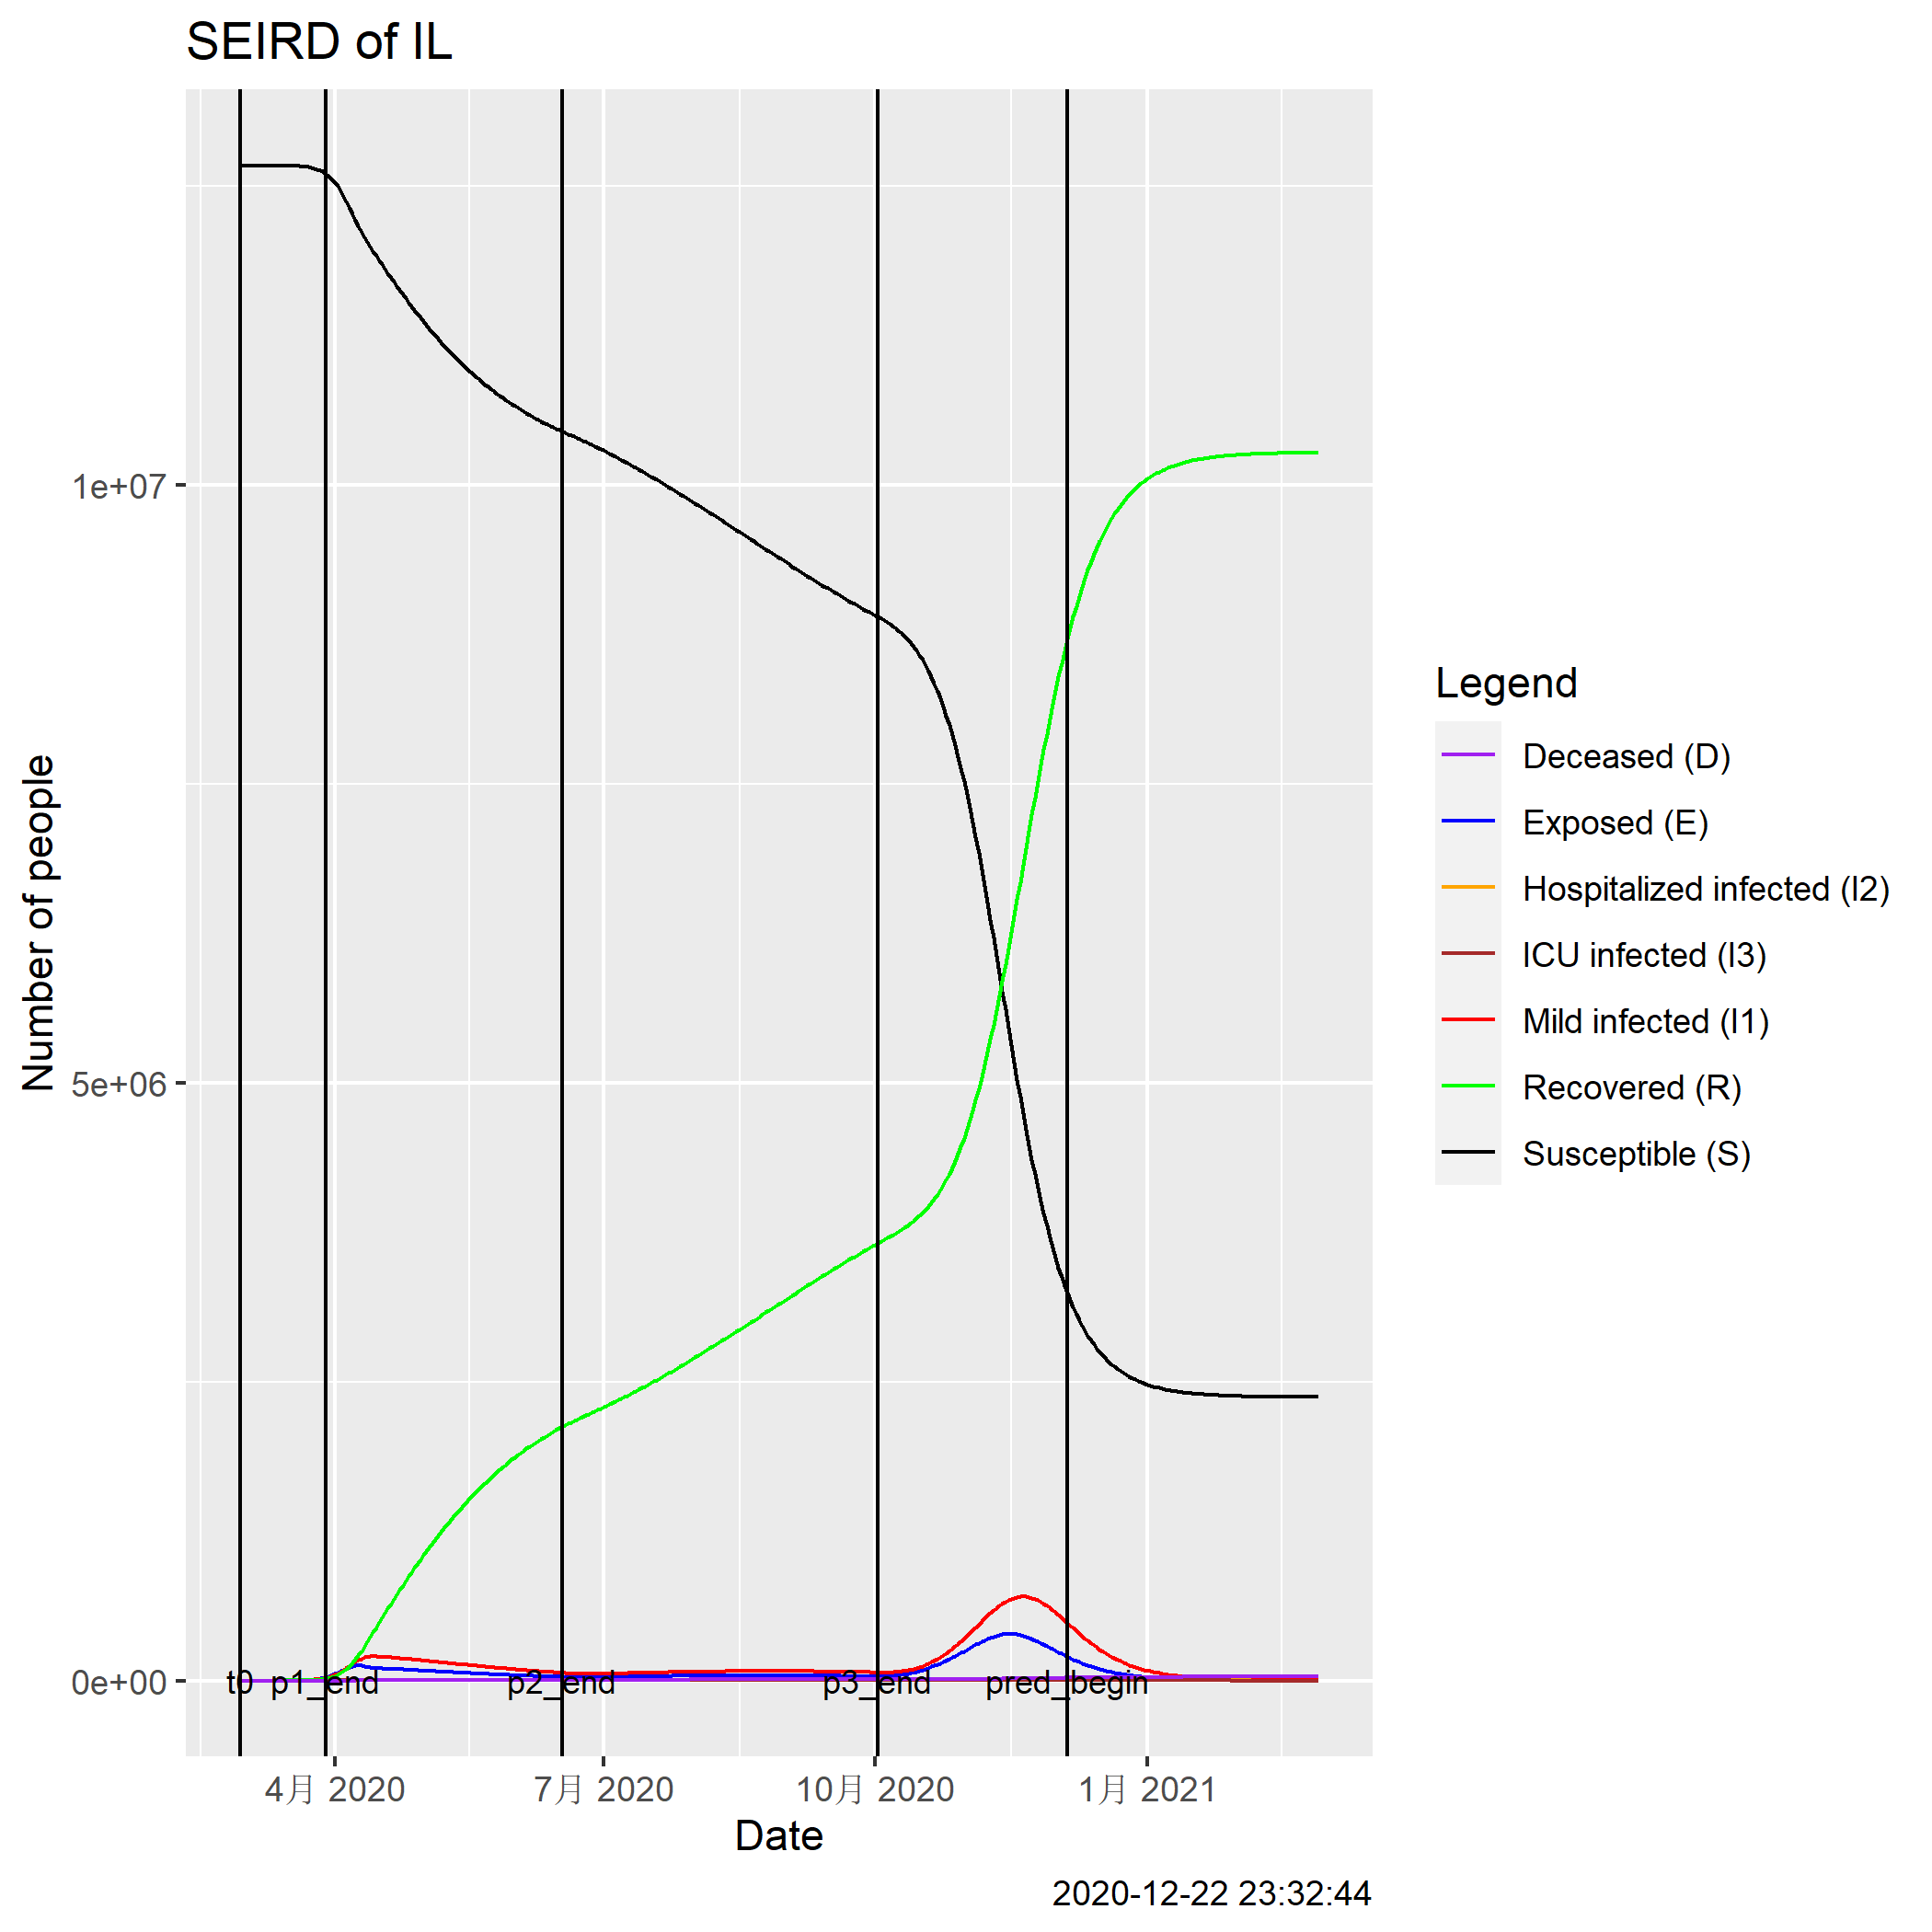 SEIRD of IL
Number of people
1e+07
5e+06
0e+00
t0 p1_end p2_end p3_end pred_begin
4月 2020 7月 2020 10月 2020 1月 2021
Date
Legend
Deceased (D)
Exposed (E)
Hospitalized infected (I2)
ICU infected (I3)
Mild infected (I1)
Recovered (R)
Susceptible (S)
2020-12-22 23:32:44